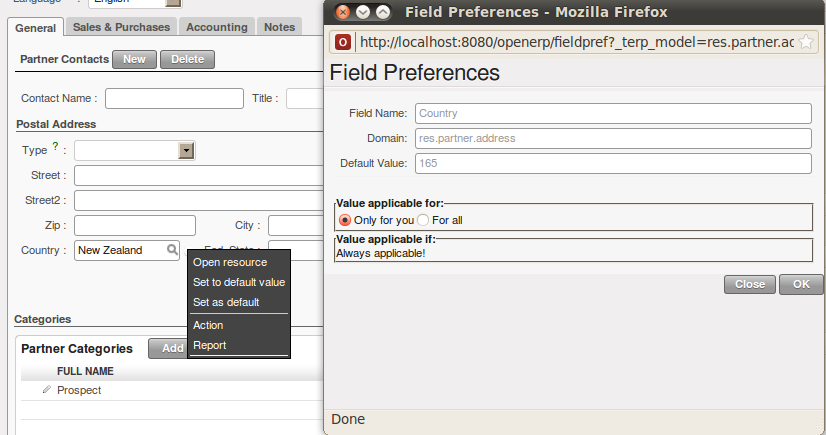 Language :
English
General
Sales & Purchases
Accounting
Notes
Partner Contacts
New
Delete
Contact Name :
Title :
Postal Address
Type ? :
Street :
Street2 :
Zip :
City :
Country :
New Zealand
Fed. State :
Open resource
Set to default value
Set as default
Action
Report
Categories
Partner Categories
Add
FULL NAME
Prospect
Field Preferences - Mozilla Firefox
http://localhost:8080/openerp/fieldpref?_terp_model=res.partner.ad
Field Preferences
Field Name:
Country
Domain:
res.partner.address
Default Value:
165
Value applicable for:
Only for you
For all
Value applicable if:
Always applicable!
Close
OK
Done